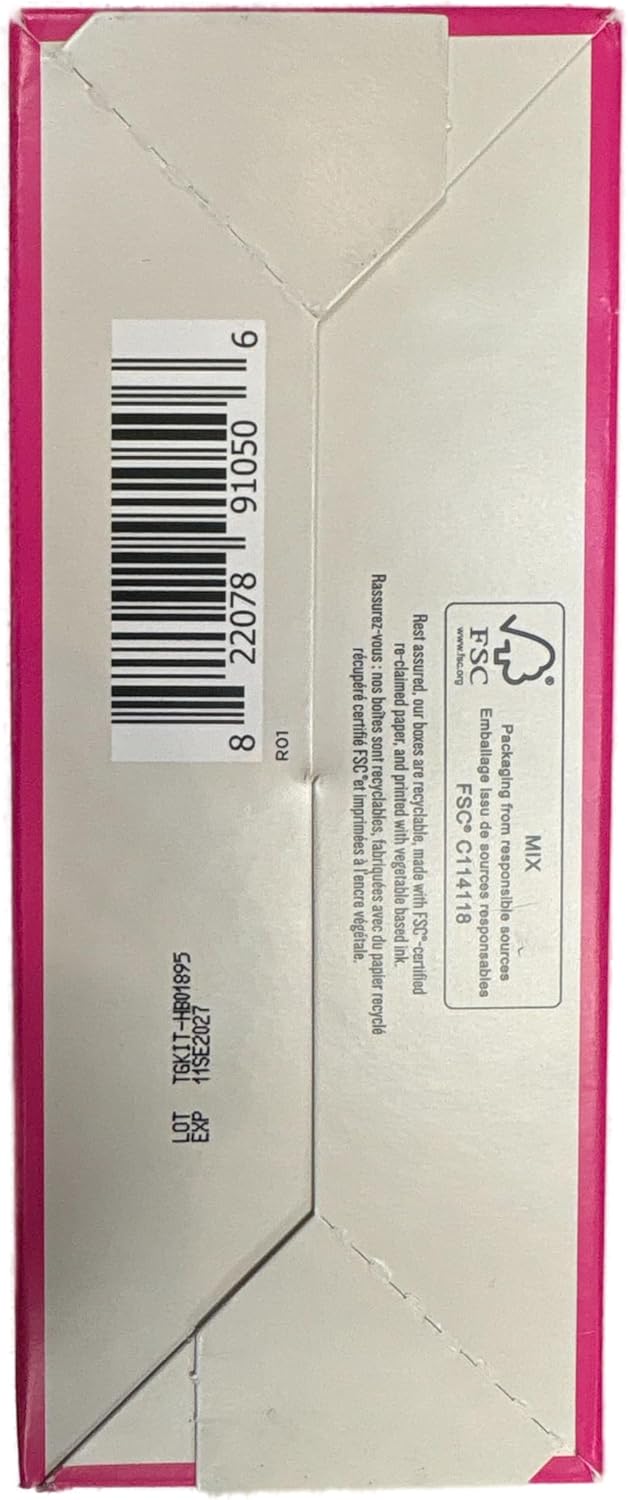 MIX
Packaging from responsible sources
Emballage issu de sources responsables
FSC® C114118
®
FSC
www.fsc.org
Rest assured, our boxes are recyclable, made with FSC®-certified
re-claimed paper, and printed with vegetable based ink.
Rassurez-vous : nos boîtes sont recyclables, fabriquées avec du papier recyclé
récupéré certifié FSC® et imprimées à l'encre végétale.
R01
8 22078 91050 6
LOT TGKIT-HB01895
EXP 11SE2027